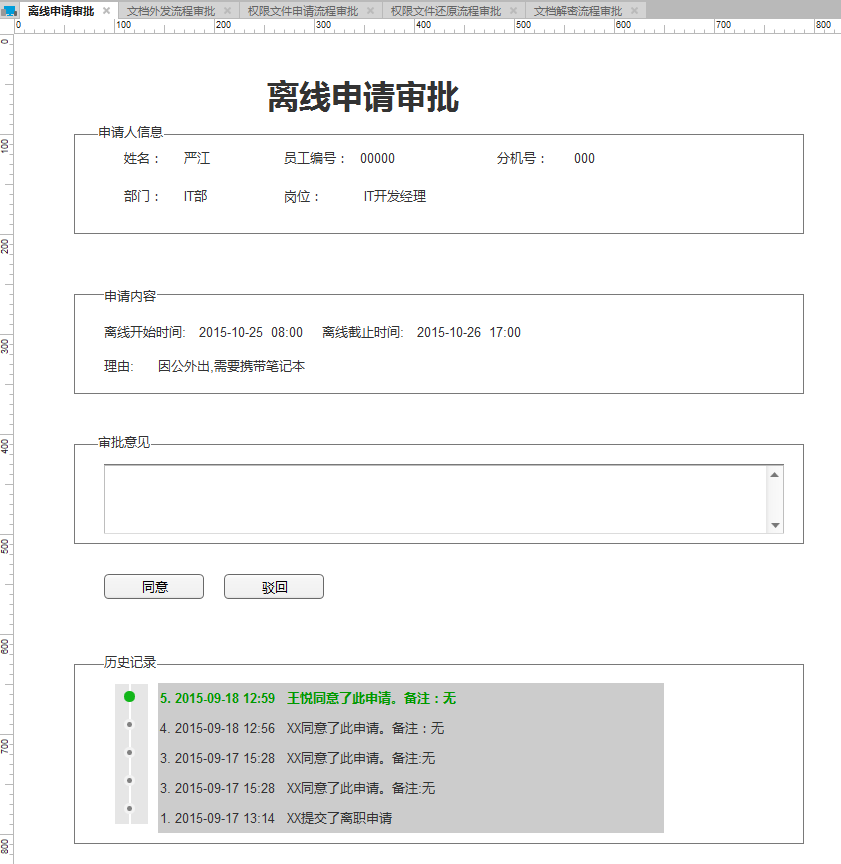 离线申请审批 文档外发流程审批 权限文件申请流程审批 权限文件还原流程审批 文档解密流程审批
0 100 200 300 400 500 600 700 800
离线申请审批
申请人信息
姓名： 严江 员工编号： 00000 分机号： 000
部门： IT部 岗位： IT开发经理
申请内容
离线开始时间: 2015-10-25 08:00 离线截止时间: 2015-10-26 17:00
理由: 因公外出,需要携带笔记本
审批意见
同意 驳回
历史记录
5. 2015-09-18 12:59 王悦同意了此申请。备注：无
4. 2015-09-18 12:56 XX同意了此申请。备注：无
3. 2015-09-17 15:28 XX同意了此申请。备注:无
3. 2015-09-17 15:28 XX同意了此申请。备注:无
1. 2015-09-17 13:14 XX提交了离职申请
0
100
200
300
400
500
600
700
800